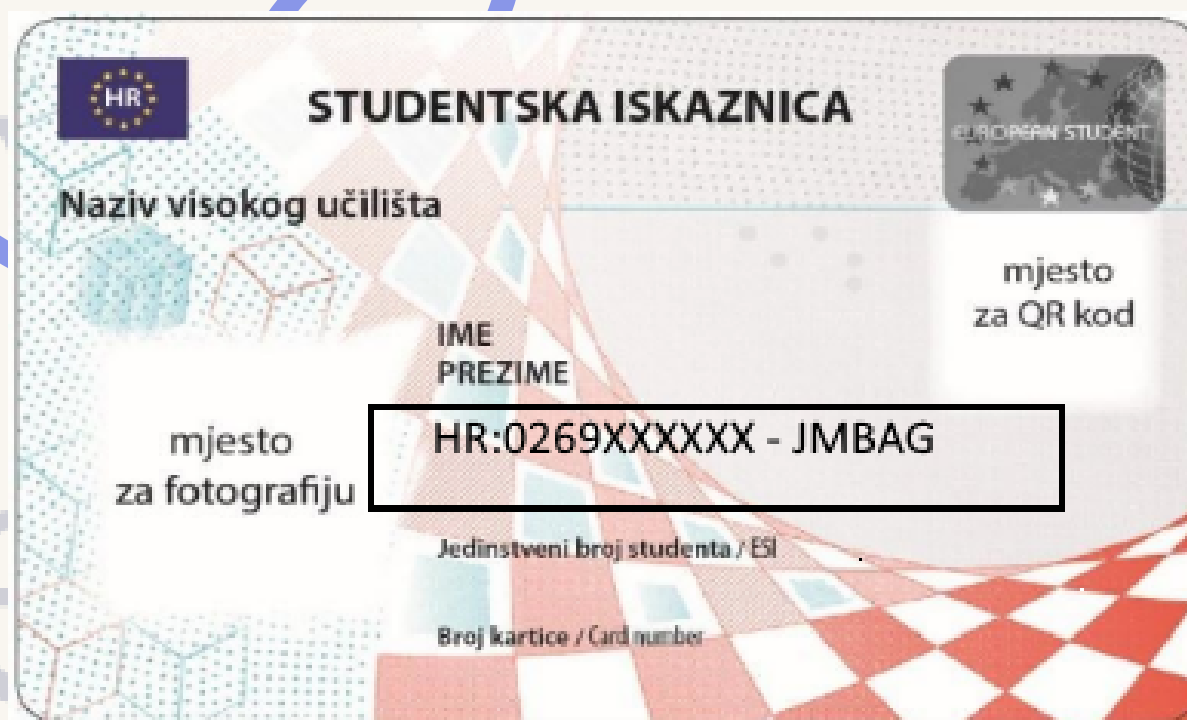 HR
STUDENTSKA ISKAZNICA
EUROPEAN STUDENT
Naziv visokog učilišta
mjesto
za QR kod
IME
PREZIME
HR:0269XXXXXX - JMBAG
mjesto
za fotografiju
Jedinstveni broj studenta / ESI
Broj kartice / Card number